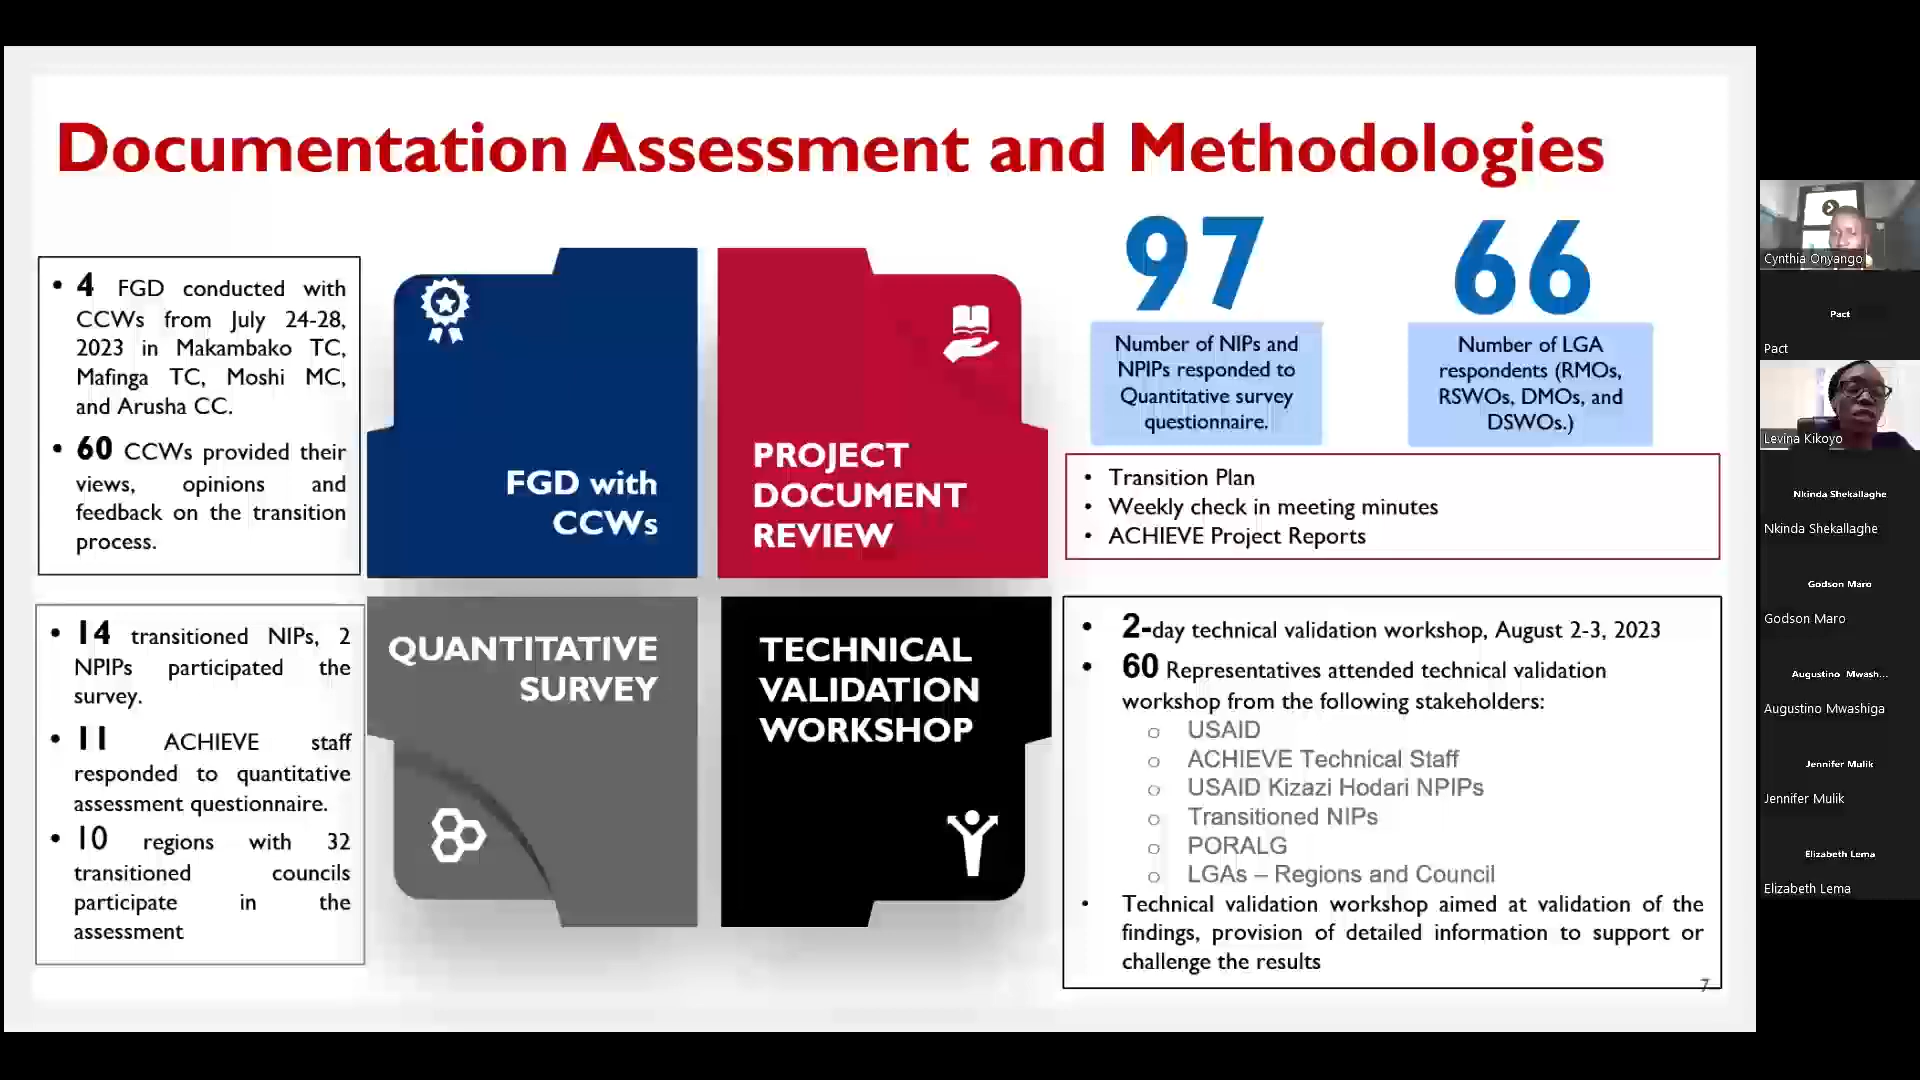 Documentation Assessment and Methodologies
• 4 FGD conducted with
CCWs from July 24-28,
2023 in Makambako TC,
Mafinga TC, Moshi MC,
and Arusha CC.
• 60 CCWs provided their
views, opinions and
feedback on the transition
process.
FGD with
CCWs
PROJECT
DOCUMENT
REVIEW
97
Number of NIPs and
NPIPs responded to
Quantitative survey
questionnaire.
66
Number of LGA
respondents (RMOs,
RSWOs, DMOs, and
DSWOs.)
• Transition Plan
• Weekly check in meeting minutes
• ACHIEVE Project Reports
• 14 transitioned NIPs, 2
NPIPs participated the
survey.
• 11 ACHIEVE staff
responded to quantitative
assessment questionnaire.
• 10 regions with 32
transitioned councils
participate in the
assessment
QUANTITATIVE
SURVEY
TECHNICAL
VALIDATION
WORKSHOP
• 2-day technical validation workshop, August 2-3, 2023
• 60 Representatives attended technical validation
workshop from the following stakeholders:
o USAID
o ACHIEVE Technical Staff
o USAID Kizazi Hodari NPIPs
o Transitioned NIPs
o PORALG
o LGAs – Regions and Council
• Technical validation workshop aimed at validation of the
findings, provision of detailed information to support or
challenge the results
7
Cynthia Onyango
Pact
Pact
Levina Kikoyo
Nkinda Shekallaghe
Nkinda Shekallaghe
Godson Maro
Godson Maro
Augustino Mwash...
Augustino Mwashiga
Jennifer Mulik
Jennifer Mulik
Elizabeth Lema
Elizabeth Lema